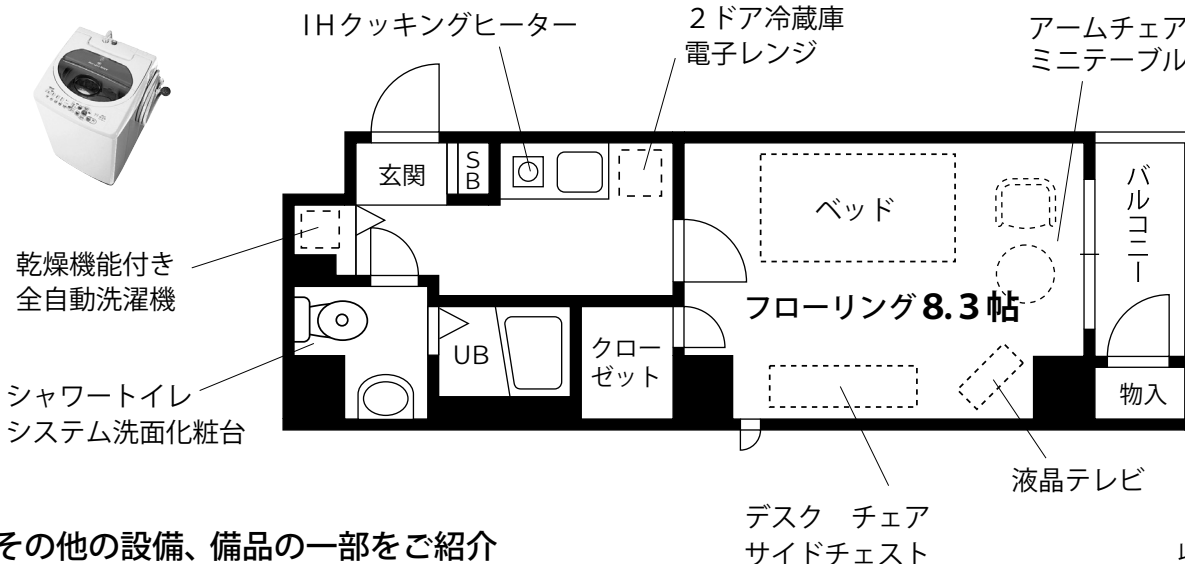 IHクッキングヒーター
２ドア冷蔵庫
電子レンジ
アームチェア
ミニテーブル
玄関
SB
ベッド
バルコニー
乾燥機能付き
全自動洗濯機
フローリング 8.3 帖
UB
クロー
ゼット
物入
シャワートイレ
システム洗面化粧台
液晶テレビ
デスク　チェア
サイドチェスト
その他の設備、備品の一部をご紹介